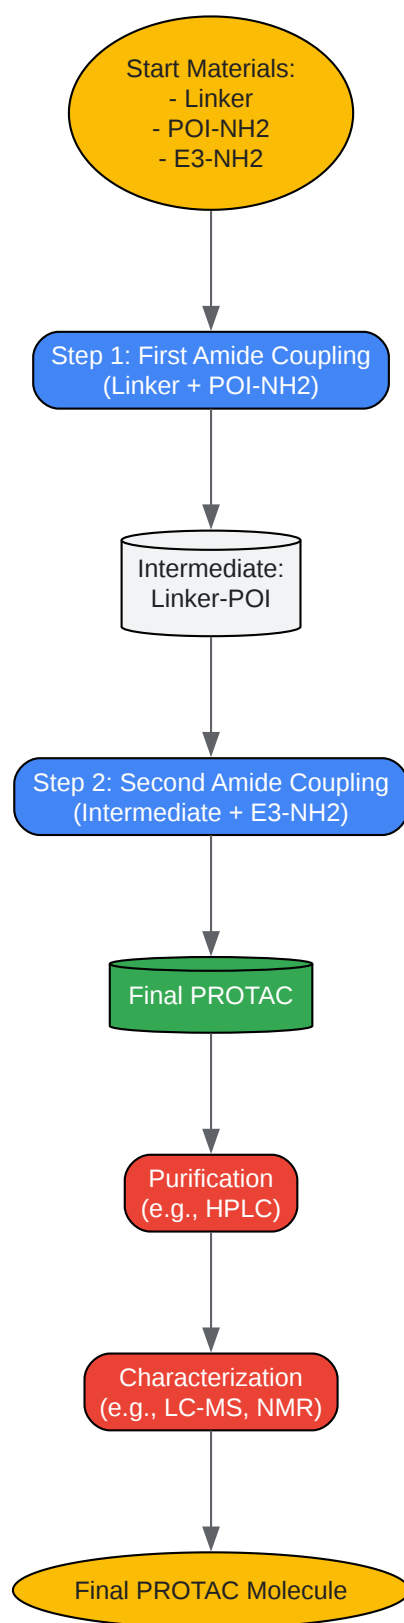 Start Materials:
- Linker
- POI-NH2
- E3-NH2
Step 1: First Amide Coupling
(Linker + POI-NH2)
Intermediate:
Linker-POI
Step 2: Second Amide Coupling
(Intermediate + E3-NH2)
Final PROTAC
Purification
(e.g., HPLC)
Characterization
(e.g., LC-MS, NMR)
Final PROTAC Molecule